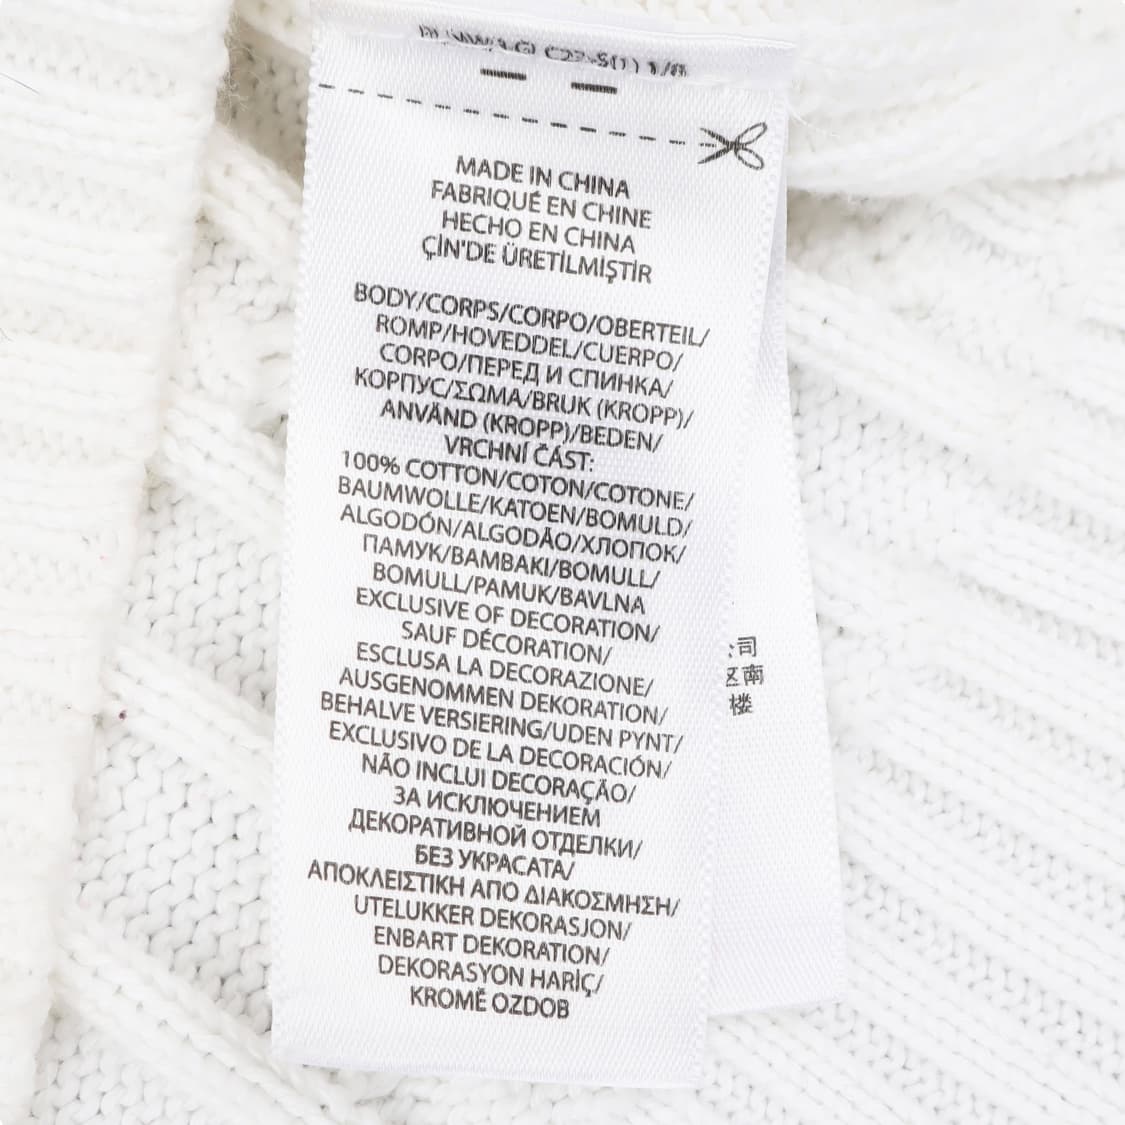 MADE IN CHINA
FABRIQUÉ EN CHINE
HECHO EN CHINA
ÇİN'DE ÜRETİLMİŞTİR
BODY/CORPS/CORPO/OBERTEIL/
ROMP/HOVEDDEL/CUERPO/
CORPO/ПЕРЕД И СПИНКА/
КОРПУС/ΣΩΜΑ/BRUK (KROPP)/
ANVÄND (KROPP)/BEDEN/
VRCHNÍ ČÁST:
100% COTTON/COTON/COTONE/
BAUMWOLLE/KATOEN/BOMULD/
ALGODÓN/ALGODÃO/ХЛОПОК/
ПАМУК/BAMBAKI/BOMULL/
BOMULL/PAMUK/BAVLNA
EXCLUSIVE OF DECORATION/
SAUF DÉCORATION/
ESCLUSA LA DECORAZIONE/
AUSGENOMMEN DEKORATION/
BEHALVE VERSIERING/UDEN PYNT/
EXCLUSIVO DE LA DECORACIÓN/
NÃO INCLUI DECORAÇÃO/
ЗА ИСКЛЮЧЕНИЕМ
ДЕКОРАТИВНОЙ ОТДЕЛКИ/
БЕЗ УКРАСАТА/
ΑΠΟΚΛΕΙΣΤΙΚΗ ΑΠΟ ΔΙΑΚΟΣΜΗΣΗ/
UTELUKKER DEKORASJON/
ENBART DEKORATION/
DEKORASYON HARİÇ/
KROMĚ OZDOB
司
区南
楼